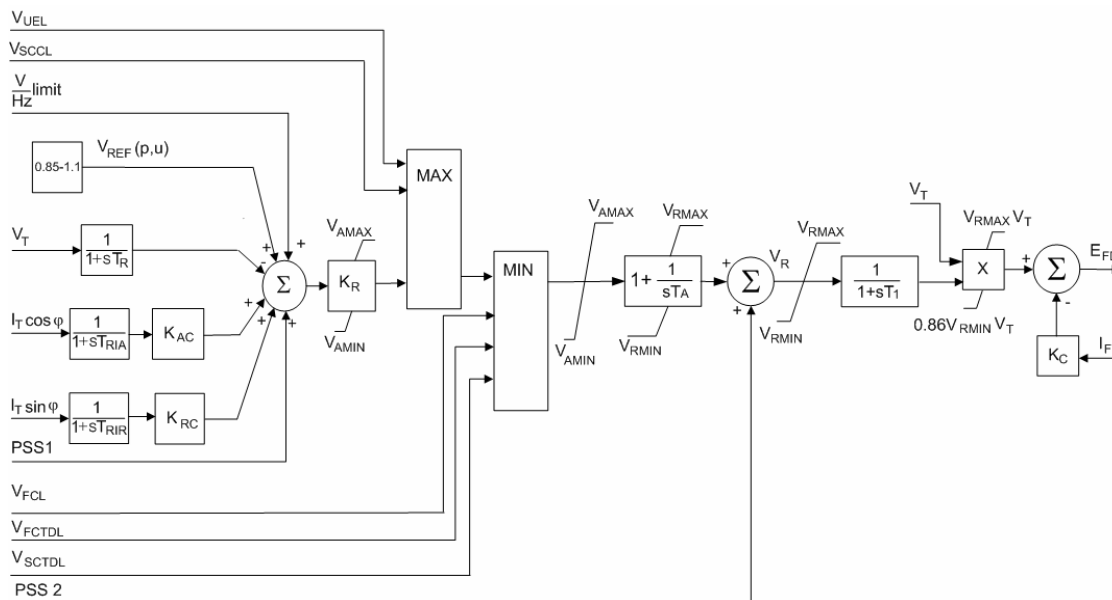 V_UEL
V_SCCL
V/Hz limit
0.85-1.1
V_REF (p,u)
V_T
1/(1+sT_R)
I_T cos φ
1/(1+sT_RIA)
K_AC
I_T sin φ
1/(1+sT_RIR)
K_RC
PSS1
+
+
-
+
+
+
Σ
V_AMAX
K_R
V_AMIN
MAX
MIN
V_AMAX
V_AMIN
V_RMAX
1+ 1/(sT_A)
V_RMIN
+
+
Σ
V_R
V_RMAX
V_RMIN
1/(1+sT_1)
V_T
V_RMAX V_T
X
0.86V_RMIN V_T
+
-
Σ
E_FD
K_C
I_F
V_FCL
V_FCTDL
V_SCTDL
PSS 2